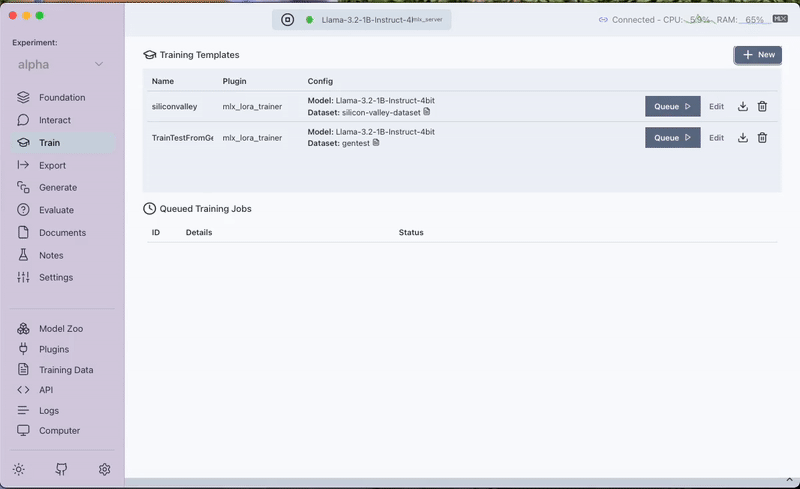 Llama-3.2-1B-Instruct-4 mlx_server
Connected - CPU: 5.9% RAM: 65% MLX
Experiment:
alpha
Foundation
Interact
Train
Export
Generate
Evaluate
Documents
Notes
Settings
Model Zoo
Plugins
Training Data
API
Logs
Computer
Training Templates
New
Name Plugin Config
siliconvalley mlx_lora_trainer Model: Llama-3.2-1B-Instruct-4bit
Dataset: silicon-valley-dataset
Queue Edit
TrainTestFromGe mlx_lora_trainer Model: Llama-3.2-1B-Instruct-4bit
Dataset: gentest
Queue Edit
Queued Training Jobs
ID Details Status